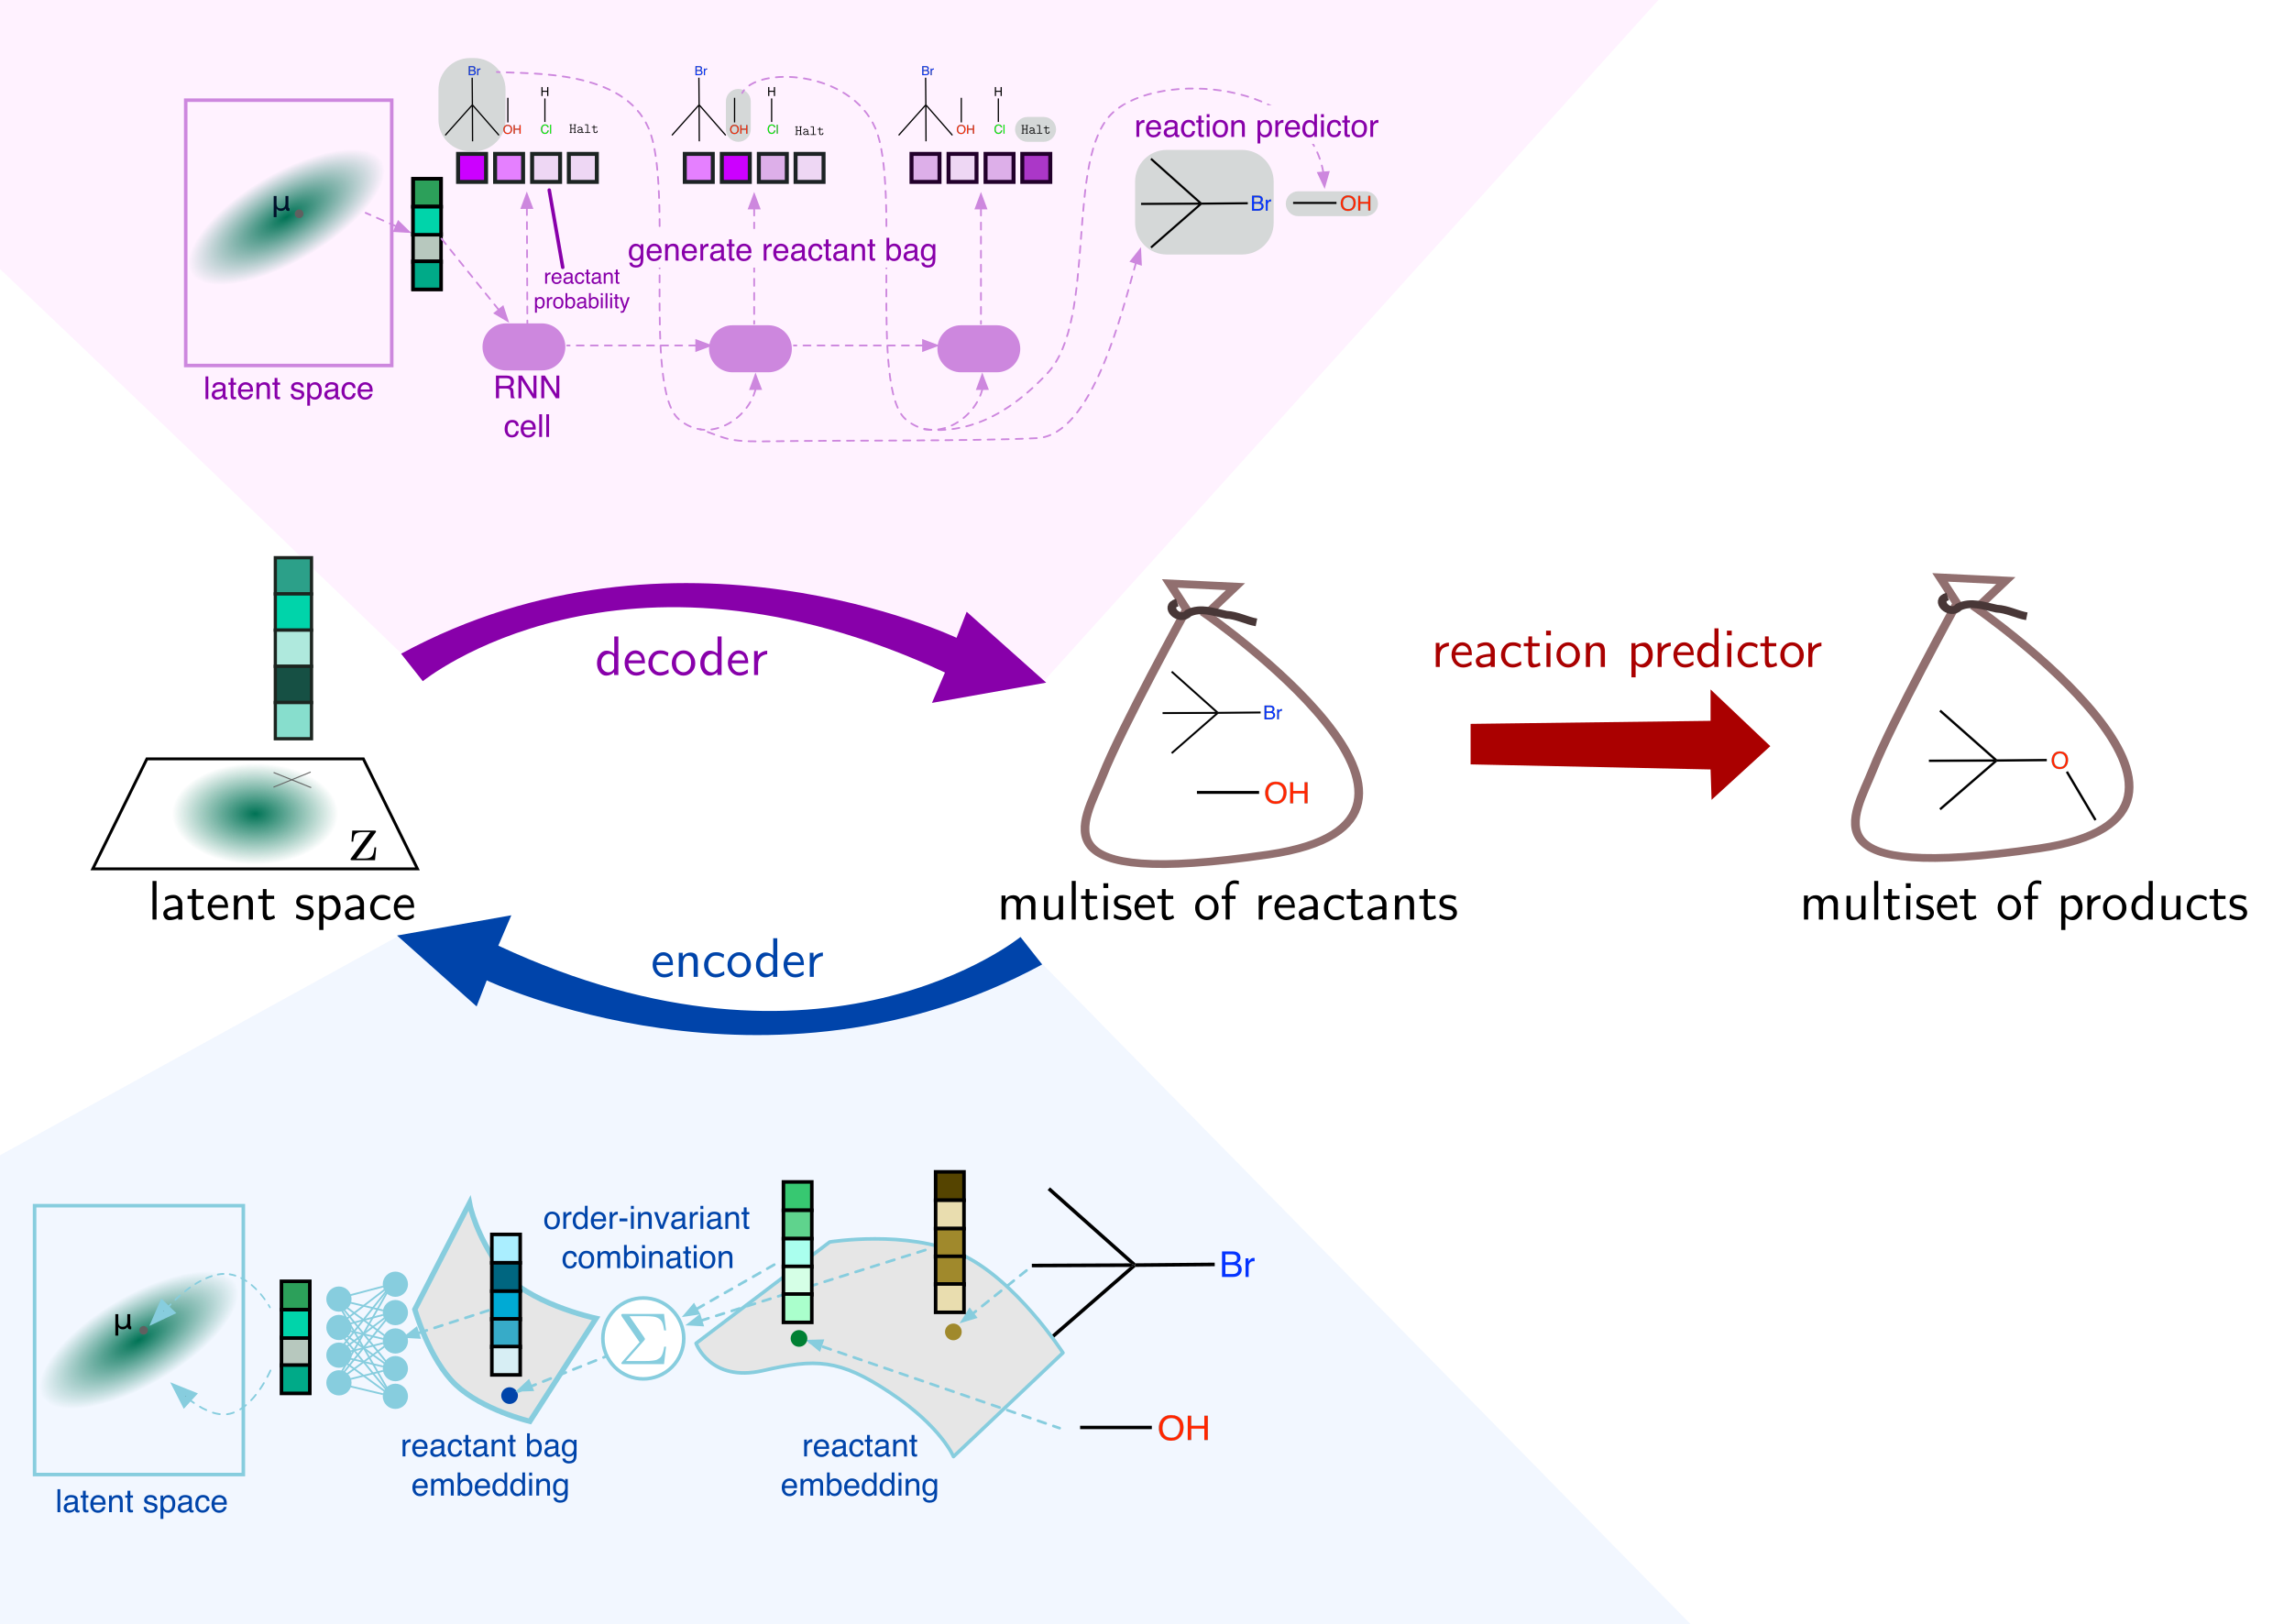 Br
OH
H
Cl
Halt
Br
OH
H
Cl
Halt
Br
OH
H
Cl
Halt
reaction predictor
Br
OH
μ
generate reactant bag
reactant
probability
latent space
RNN
cell
decoder
reaction predictor
Br
OH
O
Z
latent space
multiset of reactants
multiset of products
encoder
order-invariant
combination
Br
μ
Σ
OH
reactant bag
embedding
reactant
embedding
latent space